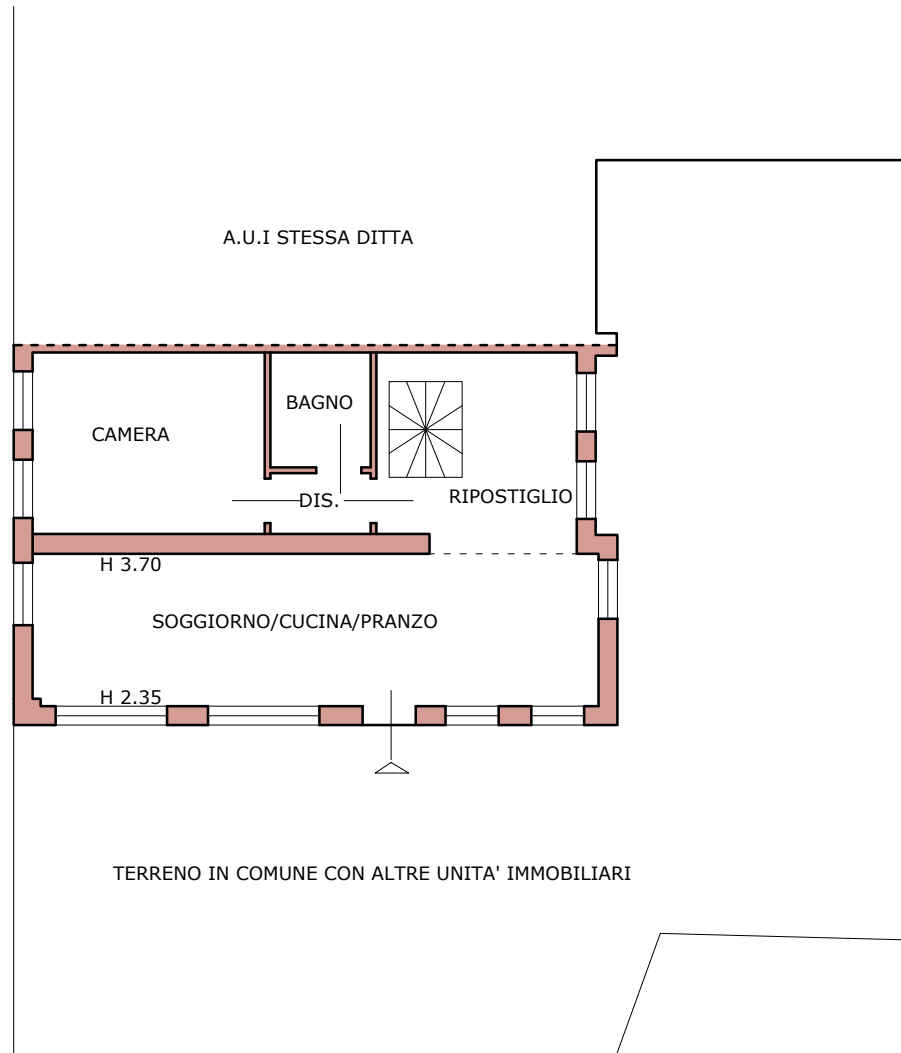 A.U.I STESSA DITTA
BAGNO
CAMERA
RIPOSTIGLIO
DIS.
H 3.70
SOGGIORNO/CUCINA/PRANZO
H 2.35
TERRENO IN COMUNE CON ALTRE UNITA' IMMOBILIARI